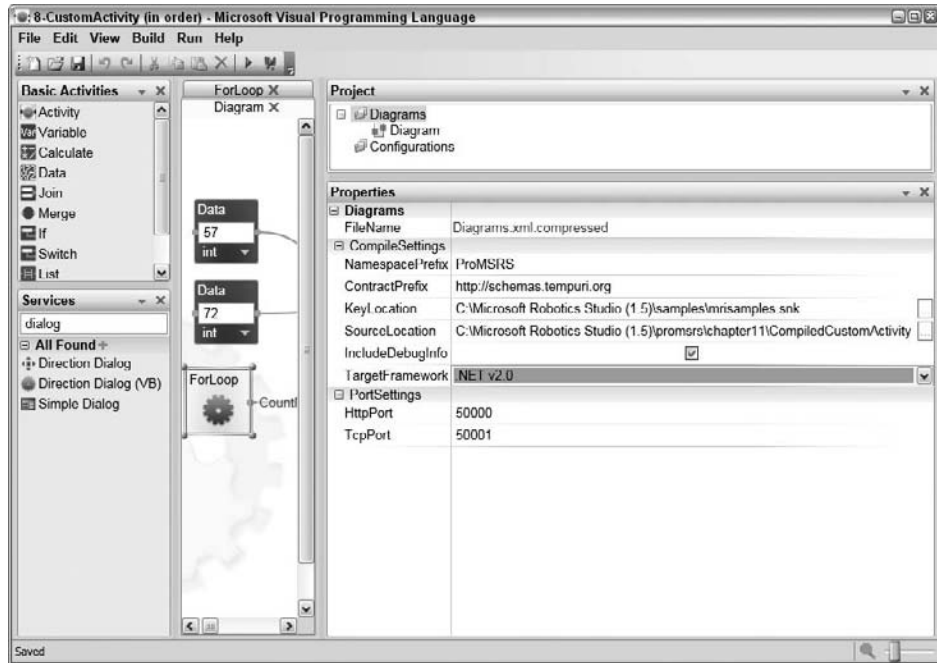 8-CustomActivity (in order) - Microsoft Visual Programming Language
File Edit View Build Run Help
Basic Activities
Activity
Var Variable
Calculate
Data
Join
Merge
If
Switch
List
Services
dialog
All Found
Direction Dialog
Direction Dialog (VB)
Simple Dialog
ForLoop X
Diagram X
Data
57
int
Data
72
int
ForLoop
Project
Diagrams
Diagram
Configurations
Properties
Diagrams
FileName Diagrams.xml.compressed
CompileSettings
NamespacePrefix ProMSRS
ContractPrefix http://schemas.tempuri.org
KeyLocation C:\Microsoft Robotics Studio (1.5)\samples\mrisamples.snk
SourceLocation C:\Microsoft Robotics Studio (1.5)\promsrs\chapter11\CompiledCustomActivity
IncludeDebugInfo
TargetFramework .NET v2.0
PortSettings
HttpPort 50000
TcpPort 50001
Saved